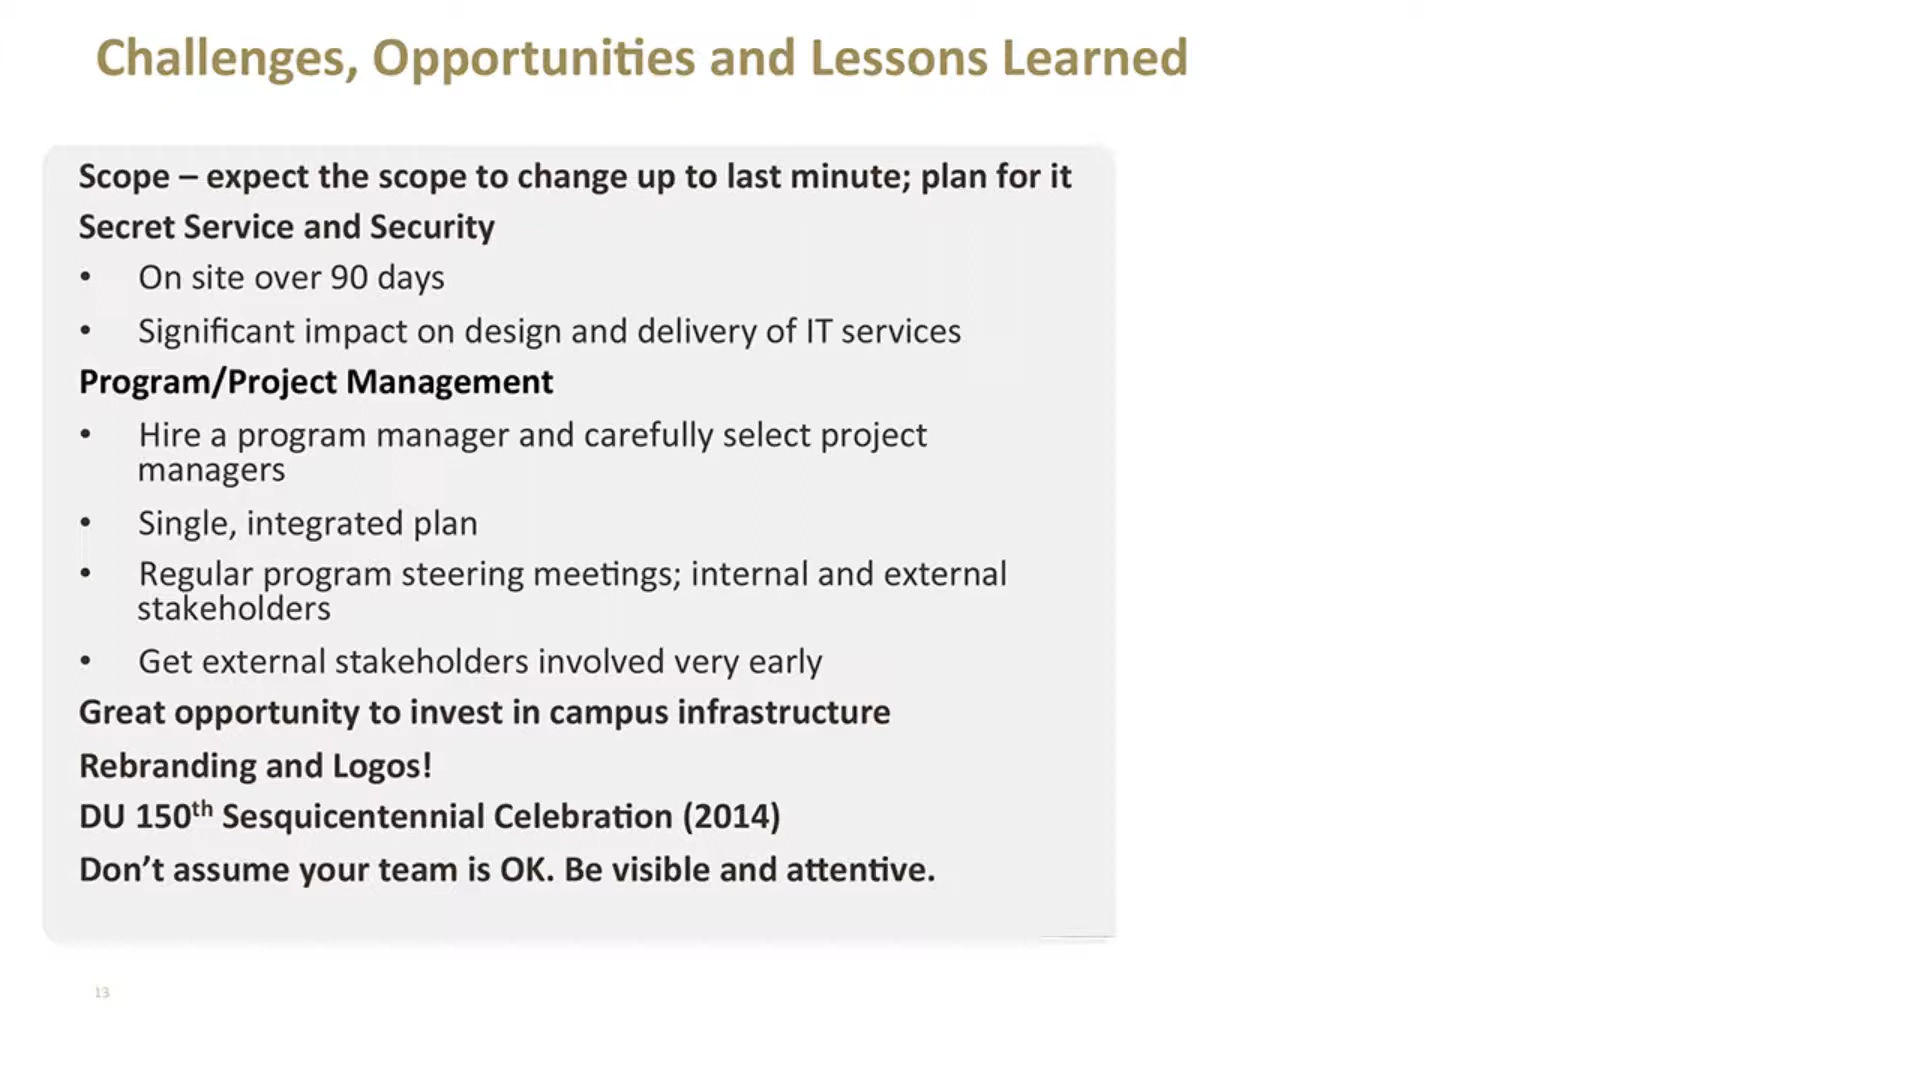 Challenges, Opportunities and Lessons Learned
Scope – expect the scope to change up to last minute; plan for it
Secret Service and Security
• On site over 90 days
• Significant impact on design and delivery of IT services
Program/Project Management
• Hire a program manager and carefully select project
managers
• Single, integrated plan
• Regular program steering meetings; internal and external
stakeholders
• Get external stakeholders involved very early
Great opportunity to invest in campus infrastructure
Rebranding and Logos!
DU 150th Sesquicentennial Celebration (2014)
Don’t assume your team is OK. Be visible and attentive.
13